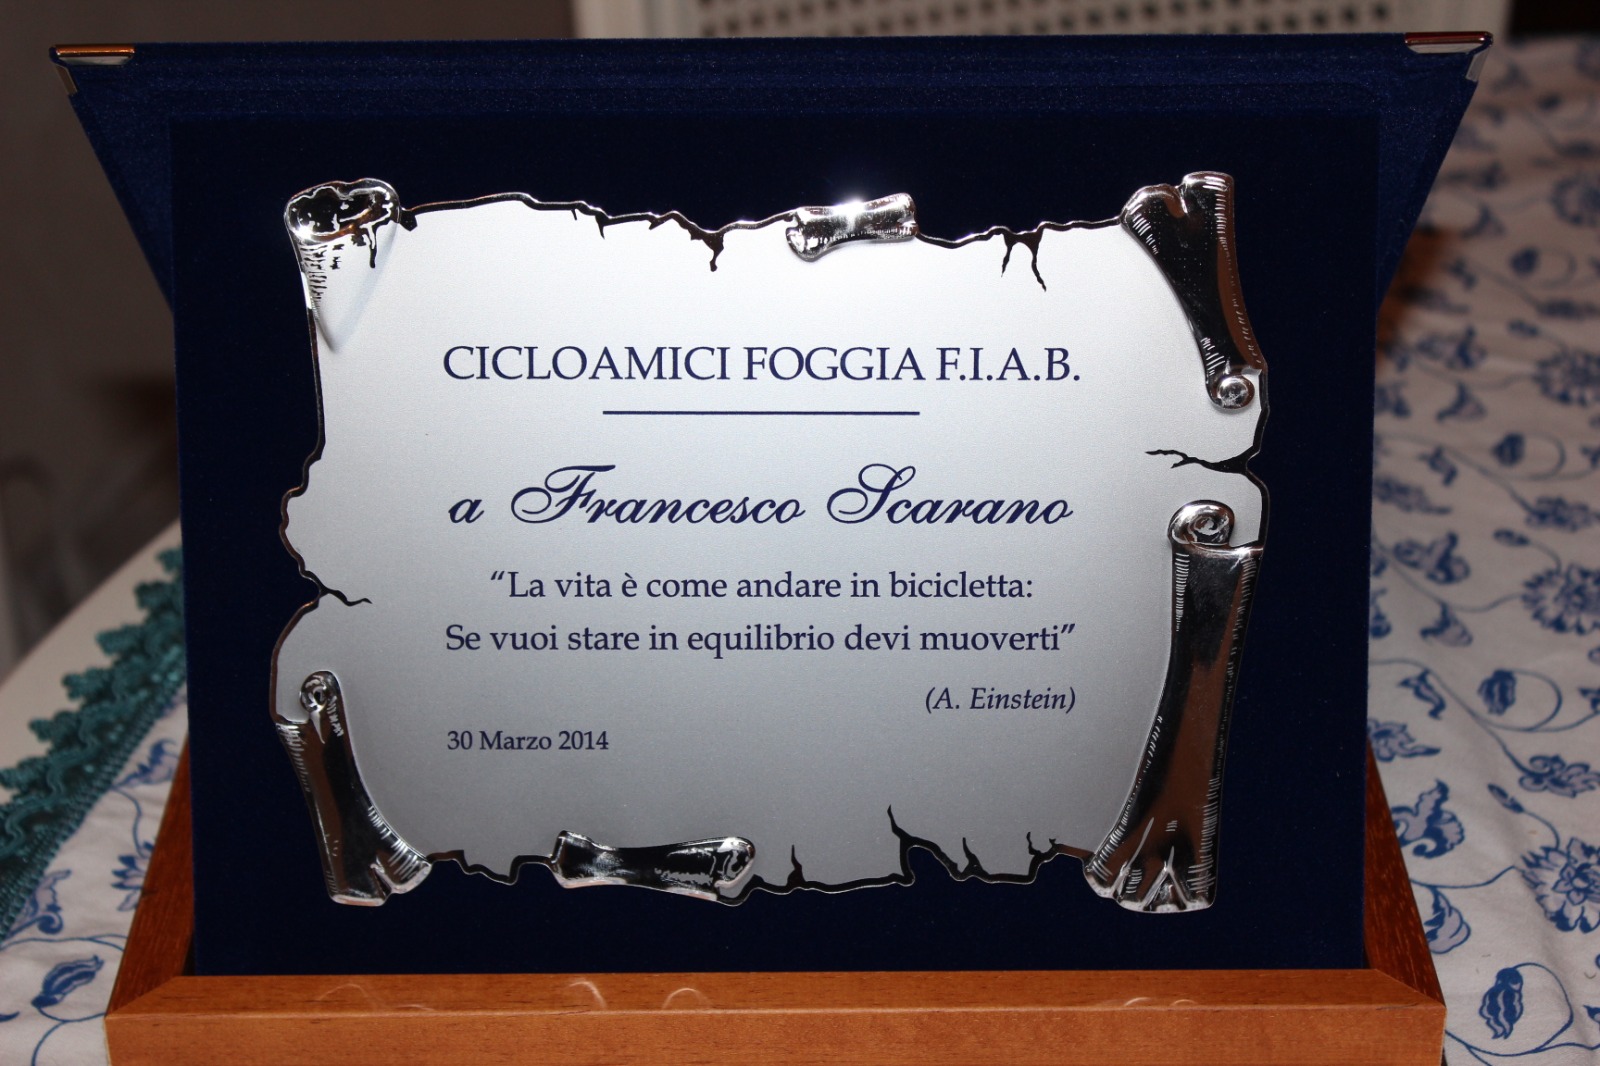 CICLOAMICI FOGGIA F.I.A.B.
a Francesco Scarano
“La vita è come andare in bicicletta:
Se vuoi stare in equilibrio devi muoverti”
(A. Einstein)
30 Marzo 2014